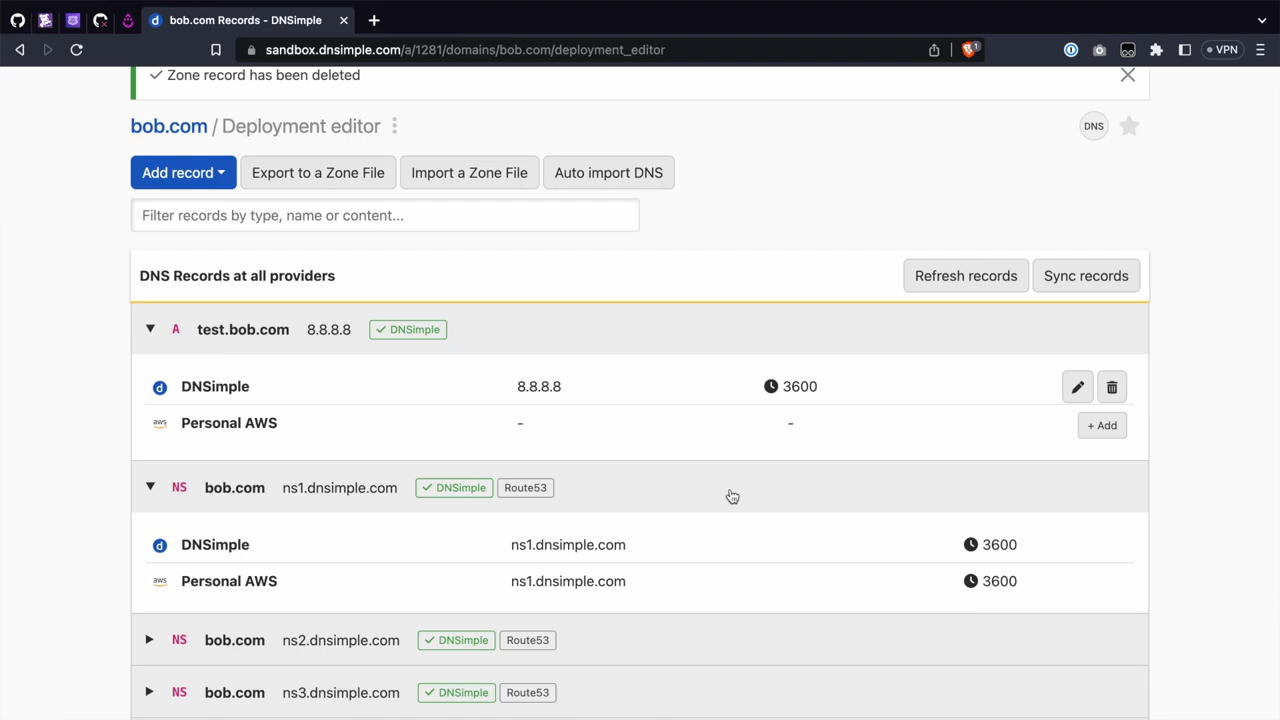 bob.com Records - DNSimple
sandbox.dnsimple.com/a/1281/domains/bob.com/deployment_editor
1
VPN
Zone record has been deleted
bob.com / Deployment editor
DNS
Add record
Export to a Zone File
Import a Zone File
Auto import DNS
Filter records by type, name or content...
DNS Records at all providers
Refresh records
Sync records
A test.bob.com 8.8.8.8 DNSimple
DNSimple 8.8.8.8 3600
aws Personal AWS - - + Add
NS bob.com ns1.dnsimple.com DNSimple Route53
DNSimple ns1.dnsimple.com 3600
aws Personal AWS ns1.dnsimple.com 3600
NS bob.com ns2.dnsimple.com DNSimple Route53
NS bob.com ns3.dnsimple.com DNSimple Route53